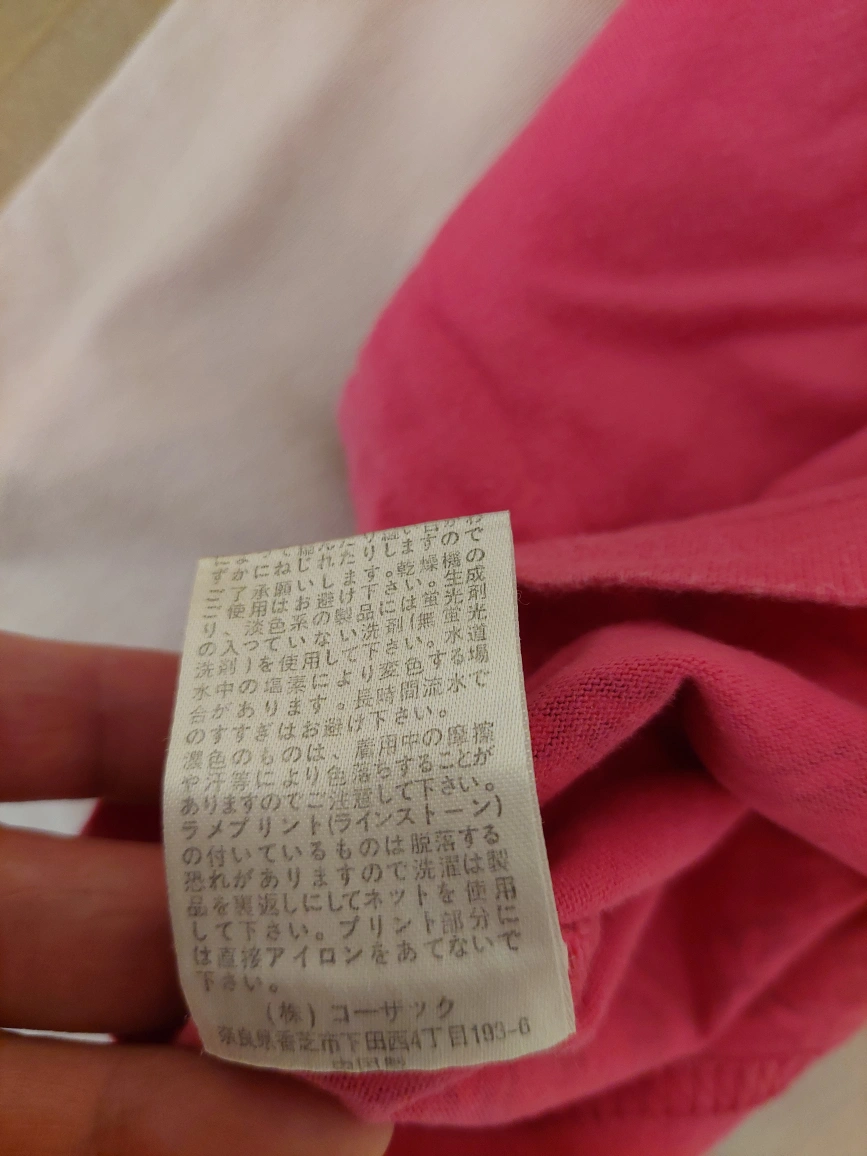 ずかにねじれたり
ご了承願います。
ご使用はお避け下さい。蛍光
り、淡色系の製品には(無蛍光
の入っていない洗剤
洗剤)を使用して下さい。水道
水中の塩素により変色する場
合があります。長時間流水で
のすすぎはお避け下さい。
濃色のものは、着用中の摩擦
や汗等により色落ちすることが
ありますのでご注意して下さい。
ラメプリント(ラインストーン)
の付いているものは脱落する
恐れがありますので洗濯は製
品を裏返しにしてネットを使用
して下さい。プリント部分に
は直接アイロンをあてないで
下さい。
(株)コーザック
奈良県香芝市下田西4丁目193-6
中国製